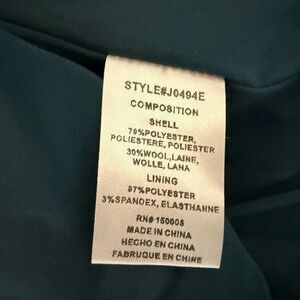 STYLE#J0494E
COMPOSITION
SHELL
70%POLYESTER,
POLIESTERE, POLIESTER
30%WOOL,LAINE,
WOLLE, LANA
LINING
97%POLYESTER
3%SPANDEX, ELASTHANNE
RN# 150005
MADE IN CHINA
HECHO EN CHINA
FABRUQUE EN CHINE